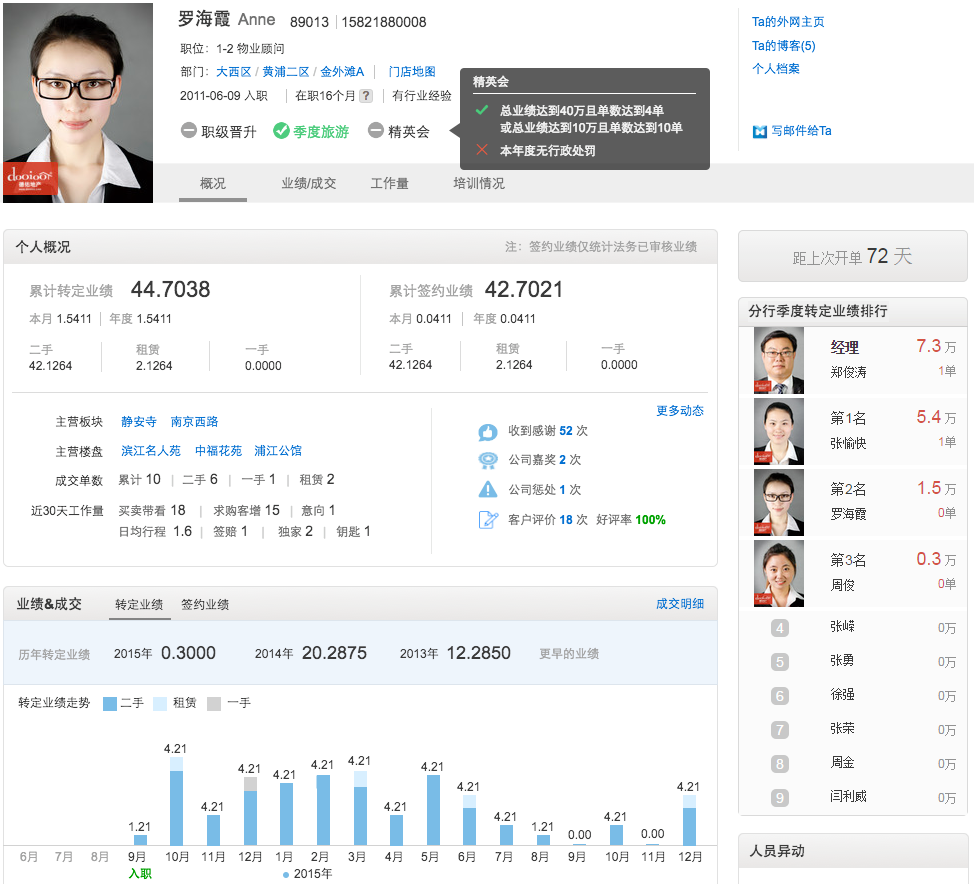 罗海霞 Anne 89013 15821880008
职位：1-2 物业顾问
部门：大西区 / 黄浦二区 / 金外滩A 门店地图
2011-06-09 入职 在职16个月 ? 有行业经验
职级晋升 季度旅游 精英会
精英会
总业绩达到40万且单数达到4单
或总业绩达到10万且单数达到10单
本年度无行政处罚
Ta的外网主页
Ta的博客(5)
个人档案
写邮件给Ta
dooioor
德佑地产
概况 业绩/成交 工作量 培训情况
个人概况 注：签约业绩仅统计法务已审核业绩
累计转定业绩 44.7038
本月 1.5411 年度 1.5411
二手 租赁 一手
42.1264 2.1264 0.0000
累计签约业绩 42.7021
本月 0.0411 年度 0.0411
二手 租赁 一手
42.1264 2.1264 0.0000
主营板块 静安寺 南京西路
主营楼盘 滨江名人苑 中福花苑 浦江公馆
成交单数 累计 10 | 二手 6 | 一手 1 | 租赁 2
近30天工作量 买卖带看 18 | 求购客增 15 | 意向 1
日均行程 1.6 | 签赔 1 | 独家 2 | 钥匙 1
更多动态
收到感谢 52 次
公司嘉奖 2 次
公司惩处 1 次
客户评价 18 次 好评率 100%
业绩&成交 转定业绩 签约业绩 成交明细
历年转定业绩 2015年 0.3000 2014年 20.2875 2013年 12.2850 更早的业绩
转定业绩走势 二手 租赁 一手
1.21 4.21 4.21 4.21 4.21 4.21 4.21 4.21 4.21 4.21 4.21 1.21 0.00 4.21 0.00 4.21
6月 7月 8月 9月 10月 11月 12月 1月 2月 3月 4月 5月 6月 7月 8月 9月 10月 11月 12月
入职 2015年
距上次开单 72 天
分行季度转定业绩排行
经理 7.3 万
郑俊涛 1单
第1名 5.4 万
张愉快 1单
第2名 1.5 万
罗海霞 0单
第3名 0.3 万
周俊 0单
4 张嵘 0万
5 张勇 0万
6 徐强 0万
7 张荣 0万
8 周金 0万
9 闫利威 0万
人员异动